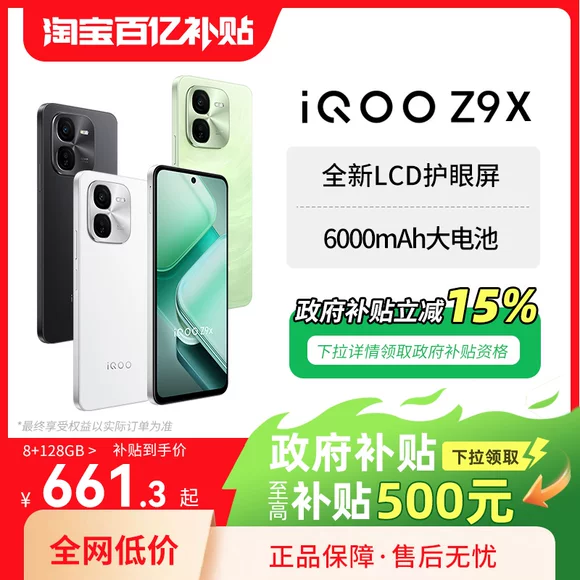 淘宝百亿补贴
iQOO Z9X
全新LCD护眼屏
6000mAh大电池
政府补贴立减15%
下拉详情领取政府补贴资格
iQOO Z9x
iQOO
*最终享受权益以实际订单为准
8+128GB > 补贴到手价
¥661.3起
政府补贴 下拉领取
至高补贴500元
全网低价
正品保障·售后无忧